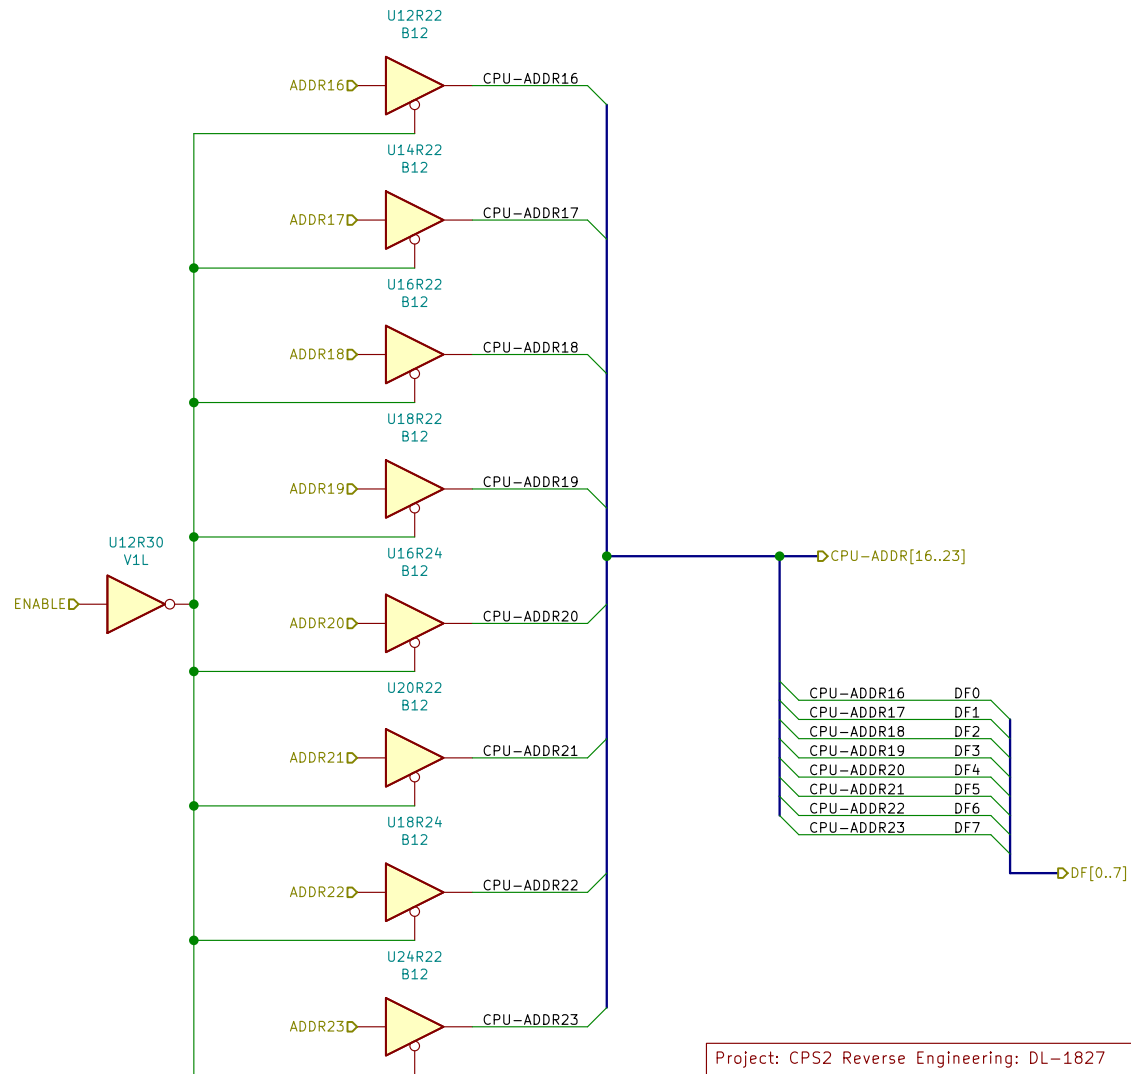 U12R22
B12
ADDR16
CPU-ADDR16
U14R22
B12
ADDR17
CPU-ADDR17
U16R22
B12
ADDR18
CPU-ADDR18
U18R22
B12
ADDR19
CPU-ADDR19
U12R30
V1L
ENABLE
U16R24
B12
ADDR20
CPU-ADDR20
U20R22
B12
ADDR21
CPU-ADDR21
U18R24
B12
ADDR22
CPU-ADDR22
U24R22
B12
ADDR23
CPU-ADDR23
CPU-ADDR[16..23]
CPU-ADDR16 DF0
CPU-ADDR17 DF1
CPU-ADDR18 DF2
CPU-ADDR19 DF3
CPU-ADDR20 DF4
CPU-ADDR21 DF5
CPU-ADDR22 DF6
CPU-ADDR23 DF7
DF[0..7]
Project: CPS2 Reverse Engineering: DL-1827